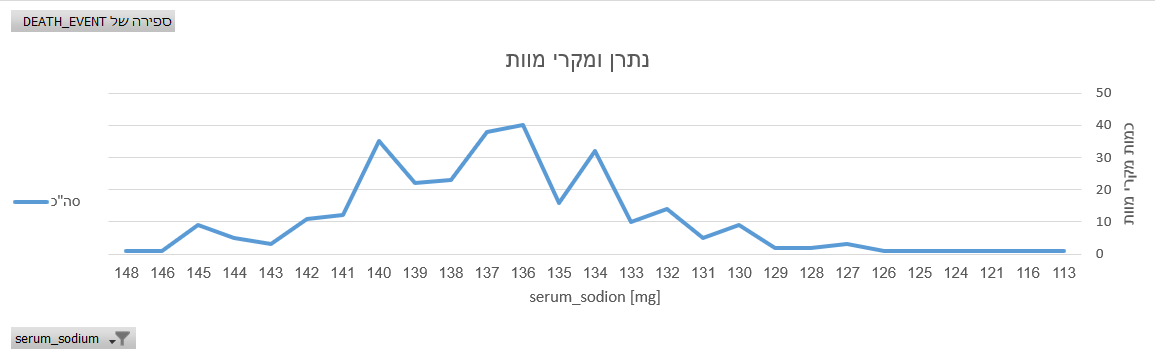 ספירה של DEATH_EVENT
נתרן ומקרי מוות
50
40
30
20
10
0
כמות מקרי מוות
סה"כ
148 146 145 144 143 142 141 140 139 138 137 136 135 134 133 132 131 130 129 128 127 126 125 124 121 116 113
serum_sodion [mg]
serum_sodium